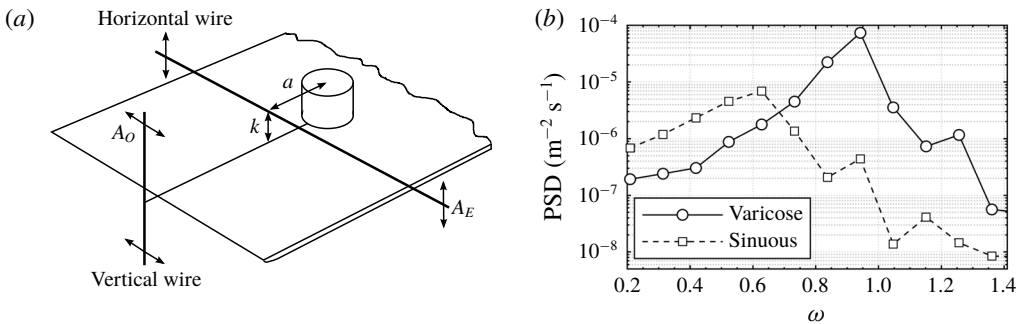 (a)
Horizontal wire
a
k
A_O
A_E
Vertical wire
(b)
PSD (m⁻² s⁻¹)
10⁻⁴
10⁻⁵
10⁻⁶
10⁻⁷
10⁻⁸
Varicose
Sinuous
0.2 0.4 0.6 0.8 1.0 1.2 1.4
ω